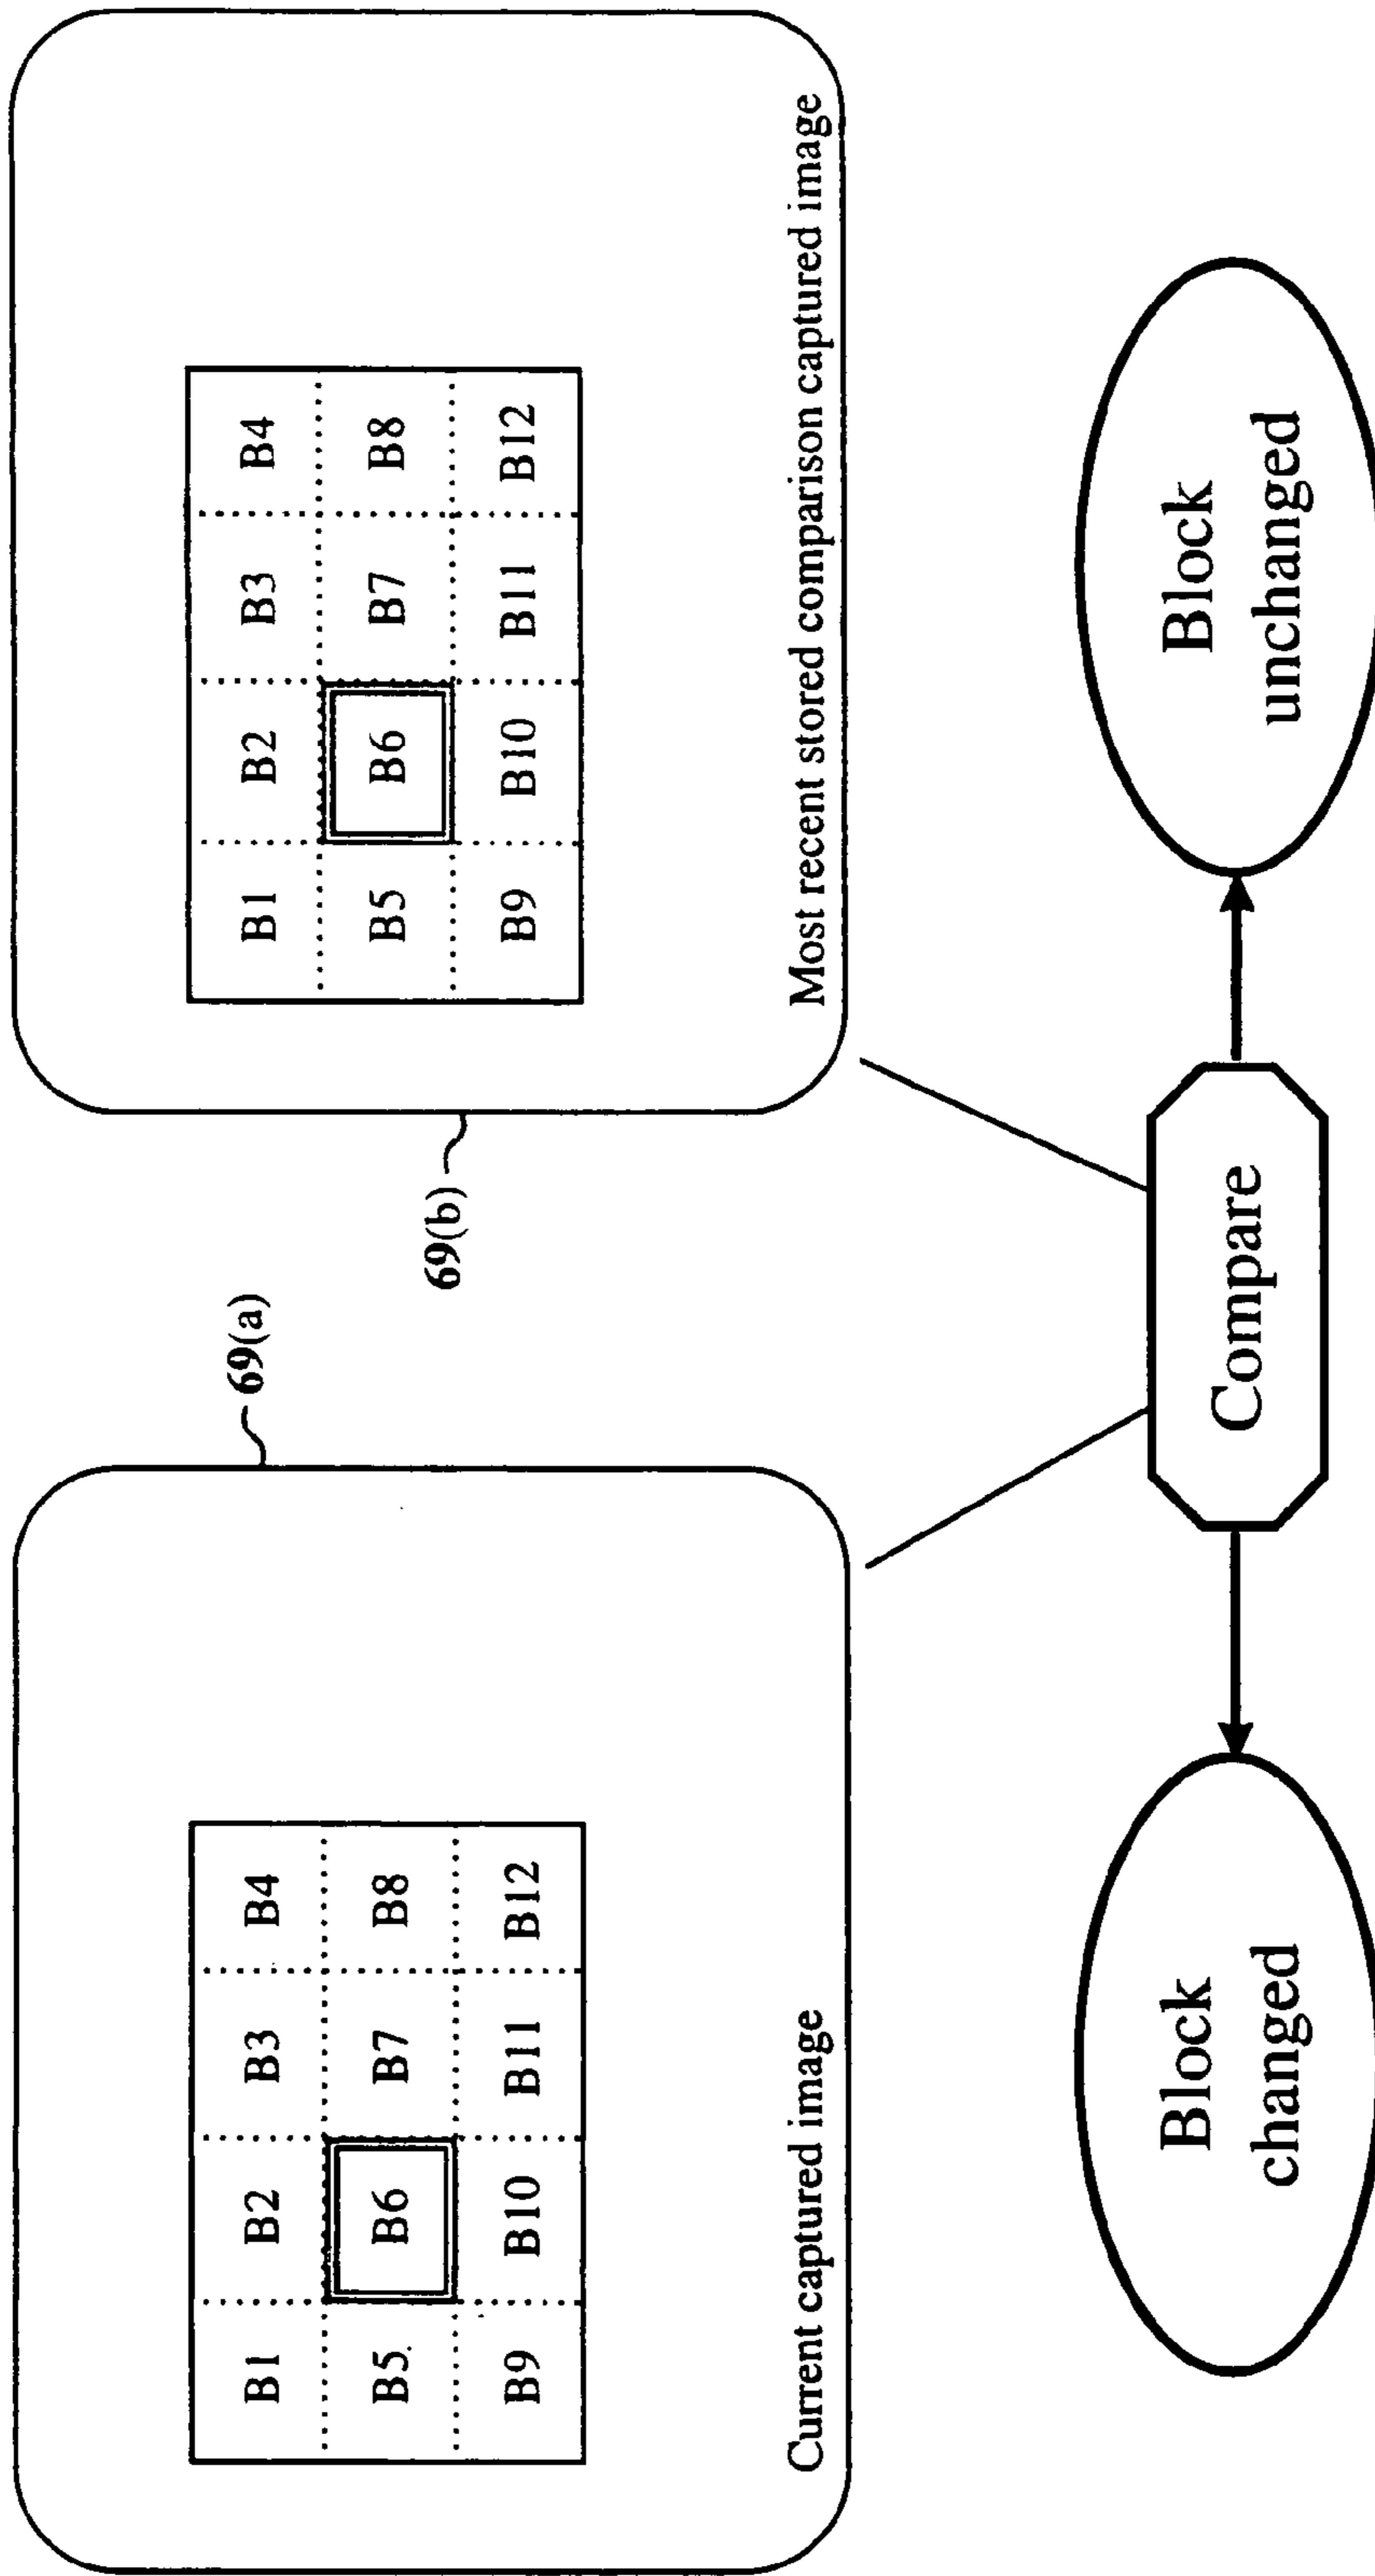 69(a)
B1 B2 B3 B4
B5 B6 B7 B8
B9 B10 B11 B12
Current captured image
69(b)
B1 B2 B3 B4
B5 B6 B7 B8
B9 B10 B11 B12
Most recent stored comparison captured image
Compare
Block
changed
Block
unchanged